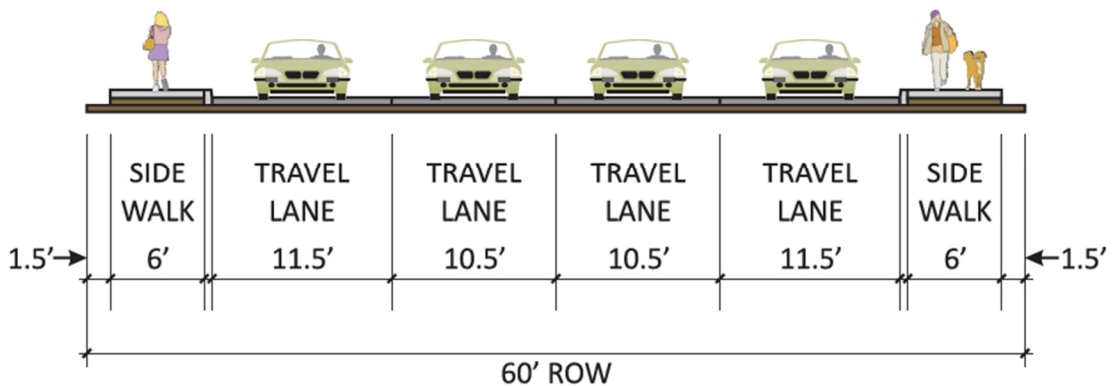 SIDE WALK 6'
TRAVEL LANE 11.5'
TRAVEL LANE 10.5'
TRAVEL LANE 10.5'
TRAVEL LANE 11.5'
SIDE WALK 6'
1.5'
1.5'
60' ROW